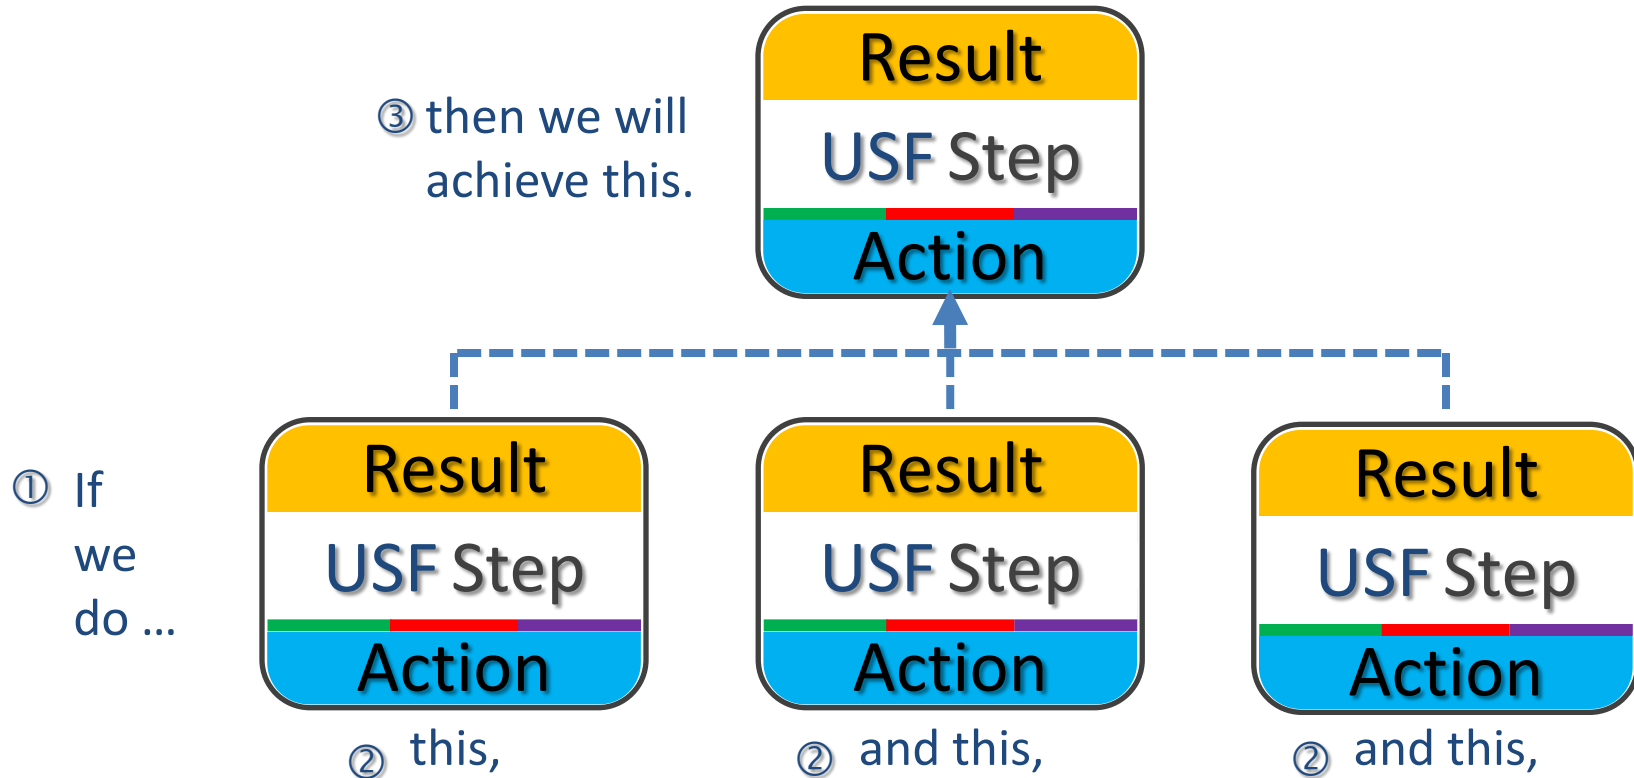 Result
USF Step
Action
③ then we will
achieve this.
① If
we
do ...
Result
USF Step
Action
② this,
Result
USF Step
Action
② and this,
Result
USF Step
Action
② and this,